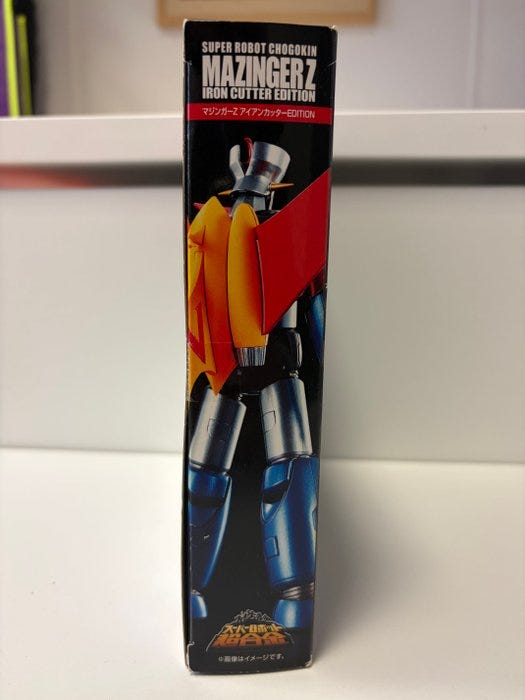 SUPER ROBOT CHOGOKIN
MAZINGER Z
IRON CUTTER EDITION
マジンガーZ アイアンカッターEDITION
スーパーロボット
超合金
※画像はイメージです。